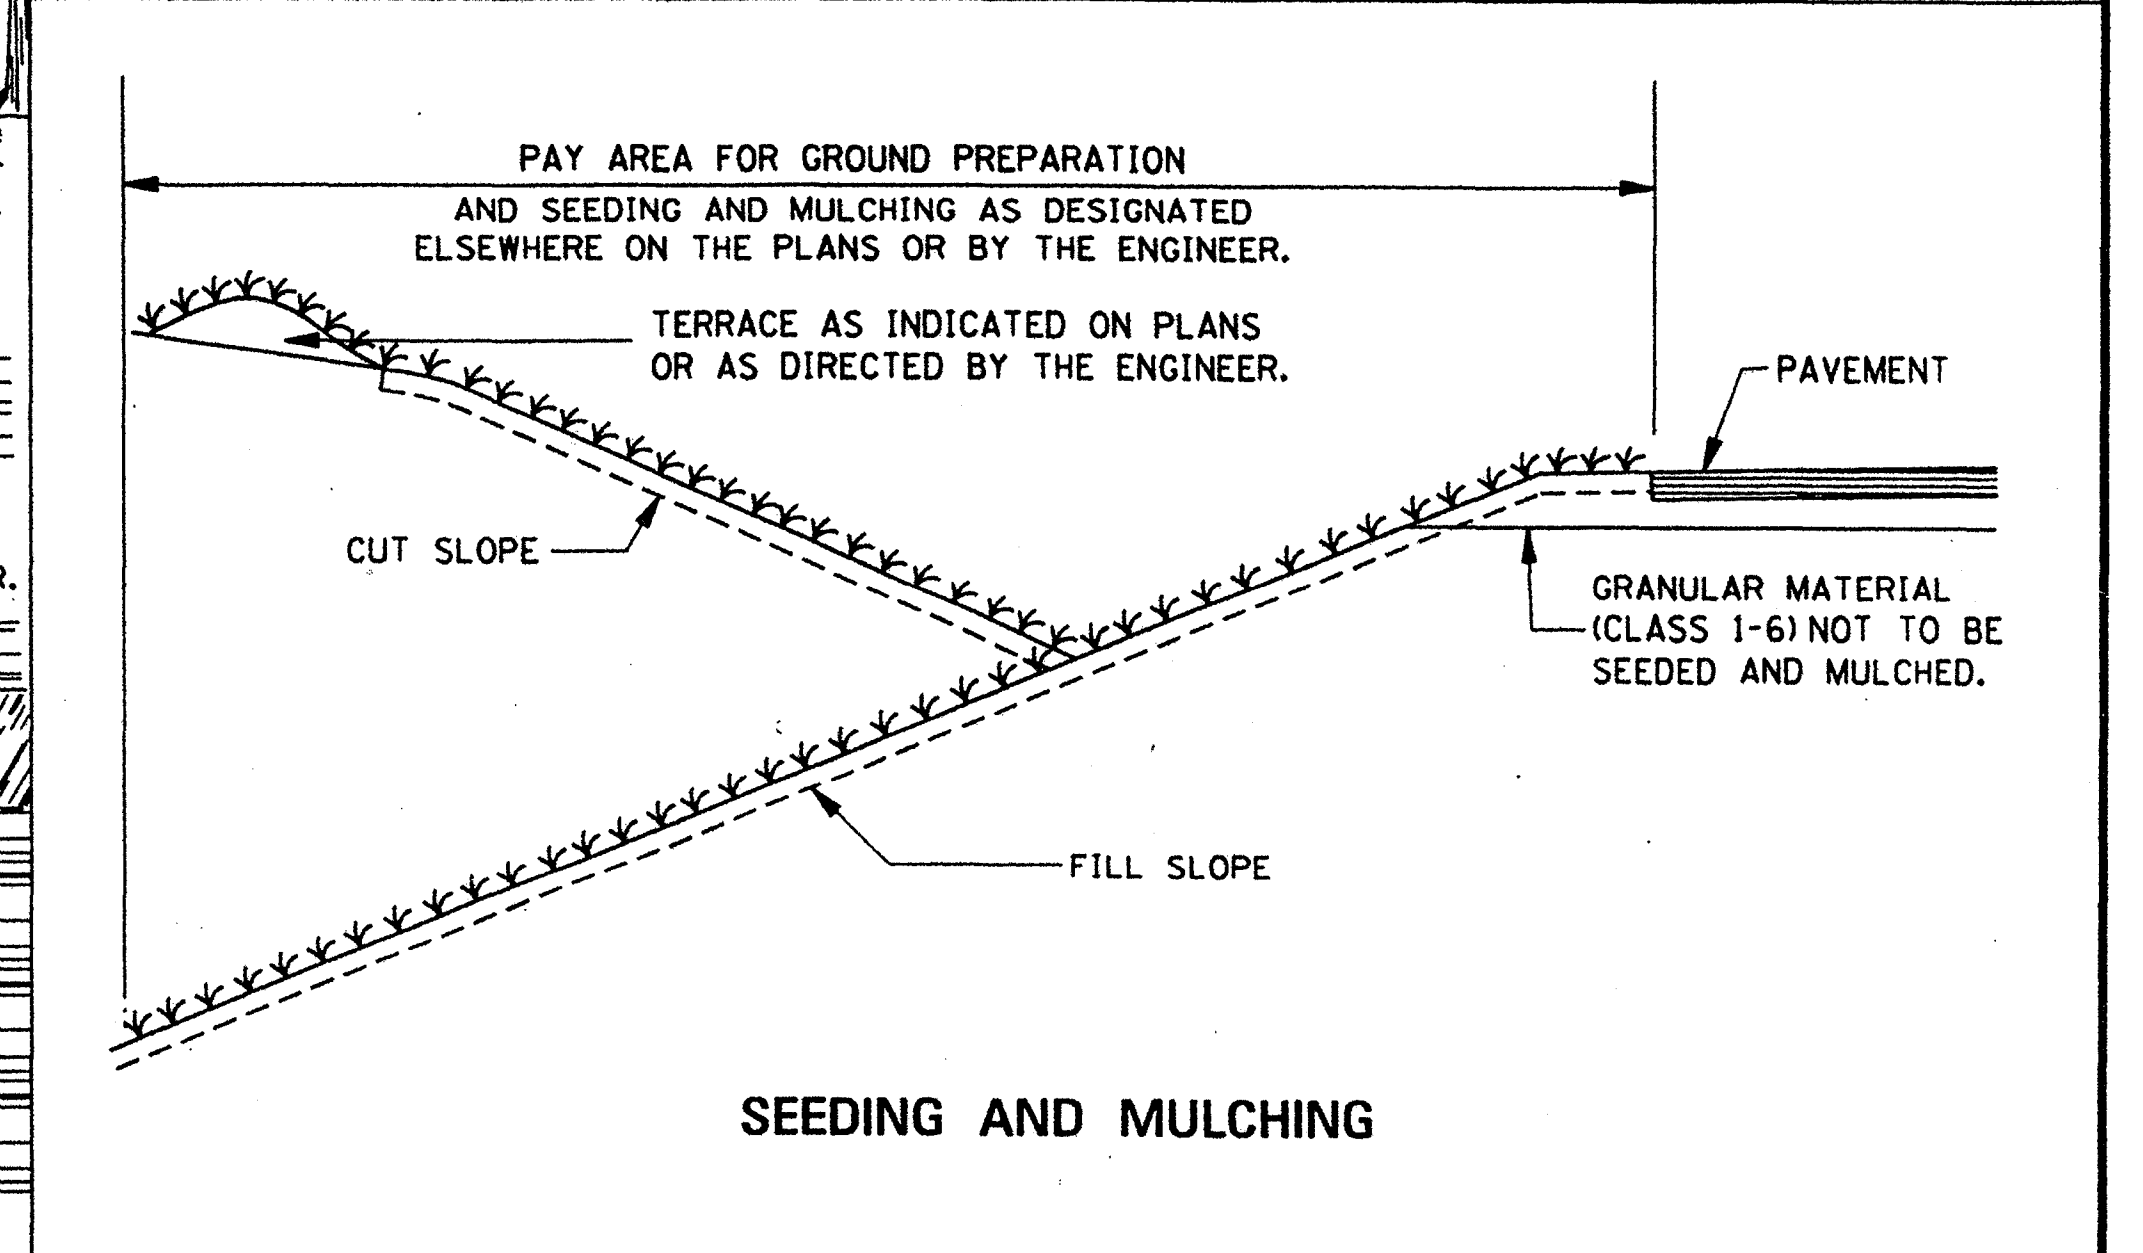 PAY AREA FOR GROUND PREPARATION
AND SEEDING AND MULCHING AS DESIGNATED
ELSEWHERE ON THE PLANS OR BY THE ENGINEER.
TERRACE AS INDICATED ON PLANS
OR AS DIRECTED BY THE ENGINEER.
PAVEMENT
CUT SLOPE
R.
GRANULAR MATERIAL
(CLASS 1-6) NOT TO BE
SEEDED AND MULCHED.
FILL SLOPE
SEEDING AND MULCHING